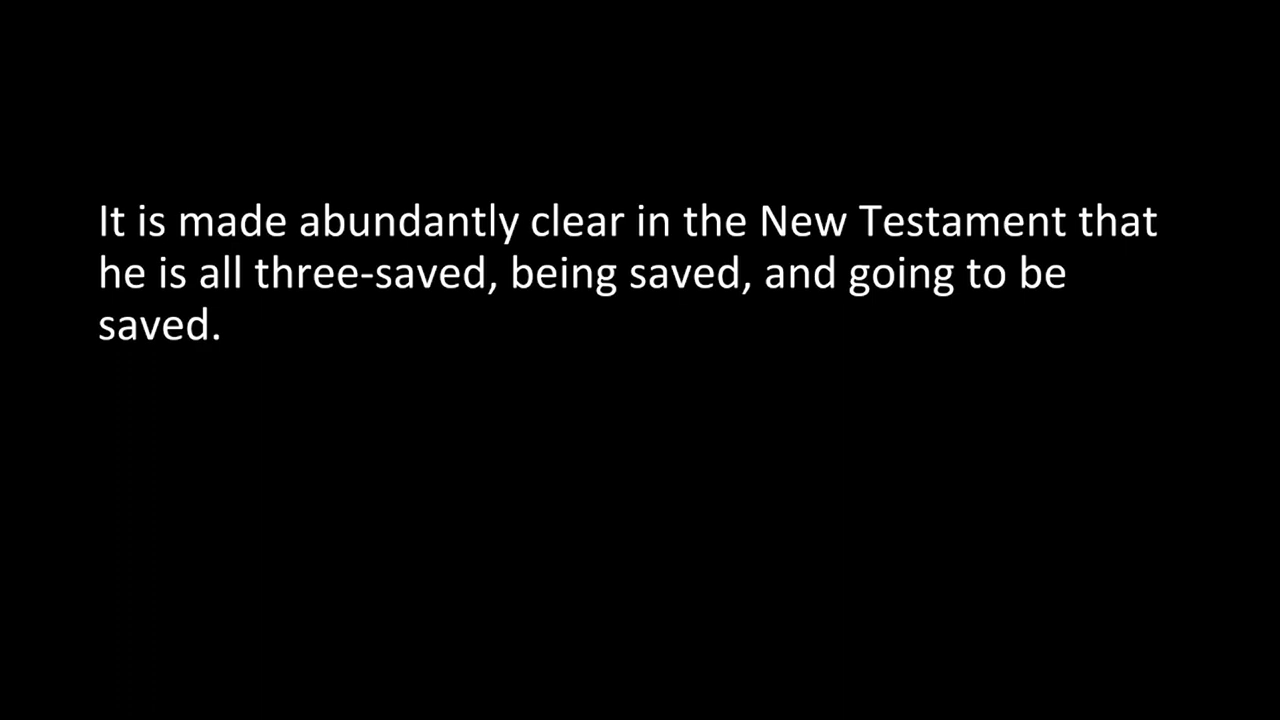 It is made abundantly clear in the New Testament that
he is all three-saved, being saved, and going to be
saved.